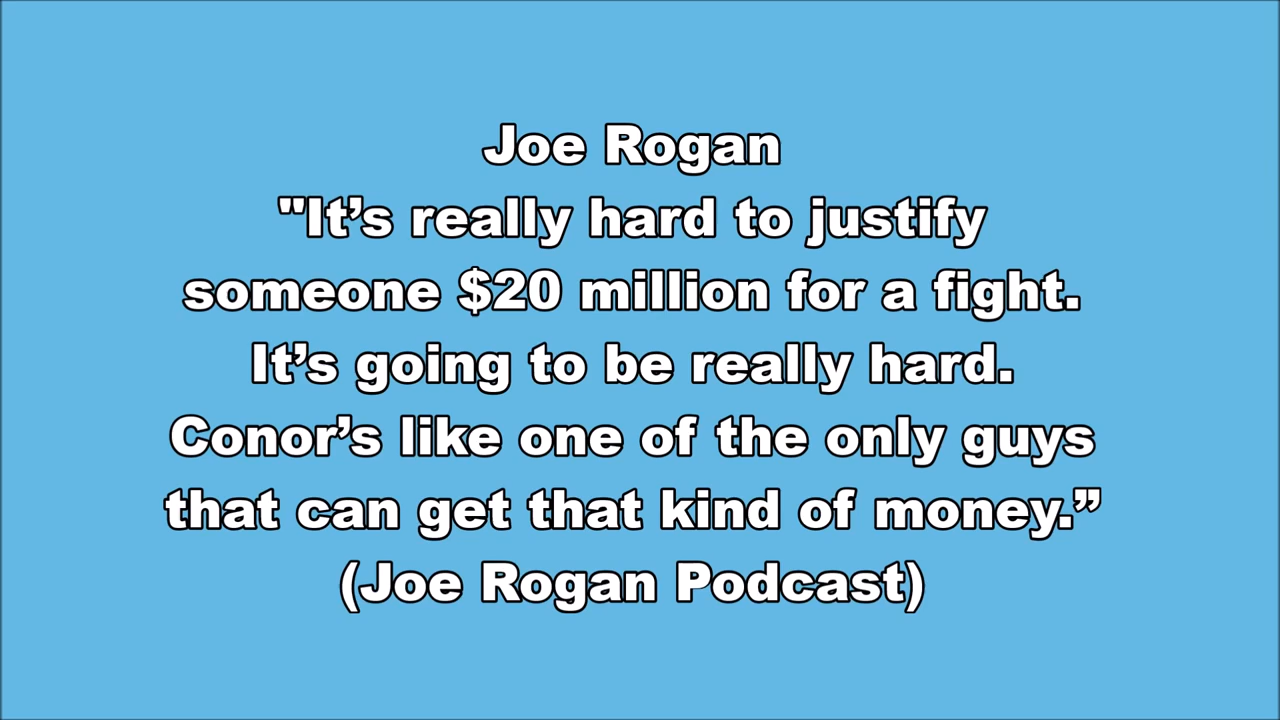 Joe Rogan
"It’s really hard to justify
someone $20 million for a fight.
It’s going to be really hard.
Conor’s like one of the only guys
that can get that kind of money.”
(Joe Rogan Podcast)